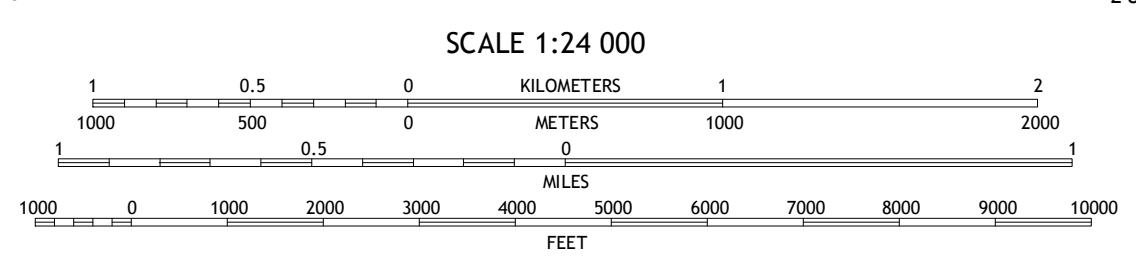 SCALE 1:24 000
1 0.5 0 KILOMETERS 1 2
1000 500 0 METERS 1000 2000
1 0.5 0 1
MILES
1000 0 1000 2000 3000 4000 5000 6000 7000 8000 9000 10000
FEET